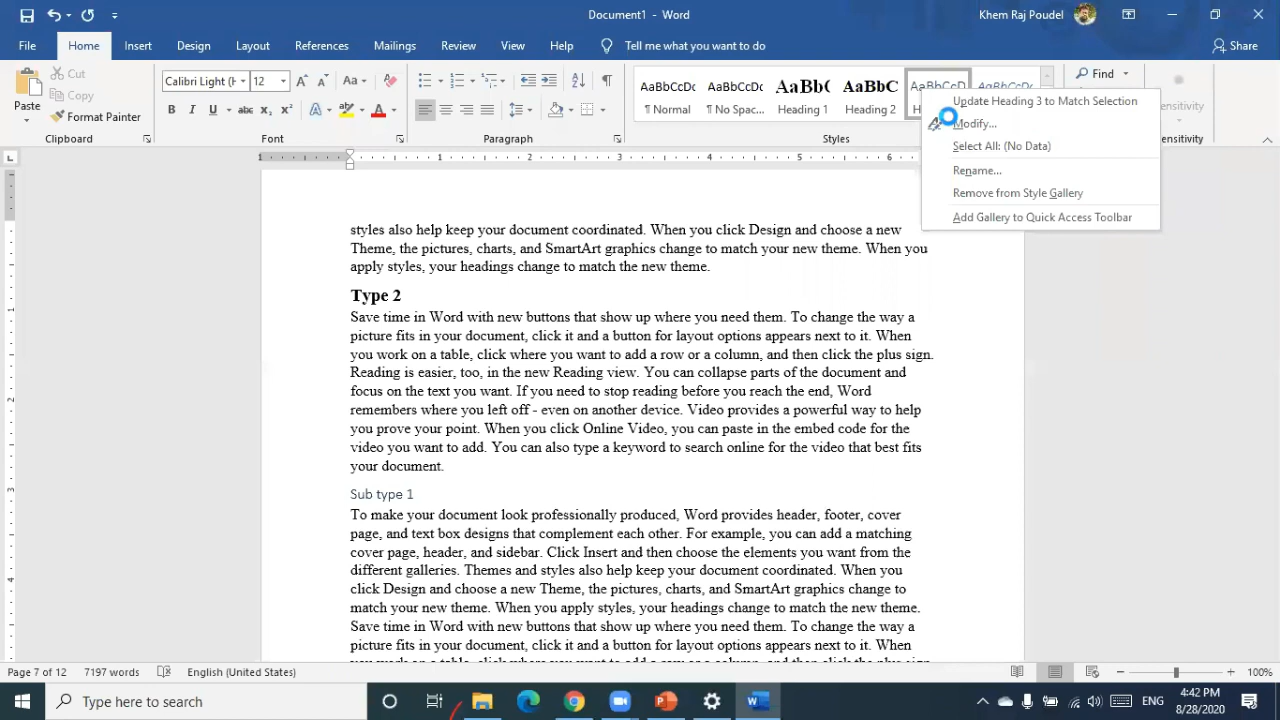 Document1 - Word
Khem Raj Poudel
File Home Insert Design Layout References Mailings Review View Help Tell me what you want to do Share
Paste
Cut
Copy
Format Painter
Clipboard
Calibri Light (H 12
Font
Paragraph
AaBbCcDc AaBbCcDc AaBbC AaBbC AaBbCcD AaBbCcDc
¶ Normal ¶ No Spac... Heading 1 Heading 2
Styles
Find
Update Heading 3 to Match Selection
Modify...
Select All: (No Data)
Rename...
Remove from Style Gallery
Add Gallery to Quick Access Toolbar
1 1 2 3 4 5 6
styles also help keep your document coordinated. When you click Design and choose a new
Theme, the pictures, charts, and SmartArt graphics change to match your new theme. When you
apply styles, your headings change to match the new theme.
Type 2
Save time in Word with new buttons that show up where you need them. To change the way a
picture fits in your document, click it and a button for layout options appears next to it. When
you work on a table, click where you want to add a row or a column, and then click the plus sign.
Reading is easier, too, in the new Reading view. You can collapse parts of the document and
focus on the text you want. If you need to stop reading before you reach the end, Word
remembers where you left off - even on another device. Video provides a powerful way to help
you prove your point. When you click Online Video, you can paste in the embed code for the
video you want to add. You can also type a keyword to search online for the video that best fits
your document.
Sub type 1
To make your document look professionally produced, Word provides header, footer, cover
page, and text box designs that complement each other. For example, you can add a matching
cover page, header, and sidebar. Click Insert and then choose the elements you want from the
different galleries. Themes and styles also help keep your document coordinated. When you
click Design and choose a new Theme, the pictures, charts, and SmartArt graphics change to
match your new theme. When you apply styles, your headings change to match the new theme.
Save time in Word with new buttons that show up where you need them. To change the way a
picture fits in your document, click it and a button for layout options appears next to it. When
Page 7 of 12 7197 words English (United States) 100%
Type here to search
ENG
4:42 PM
8/28/2020